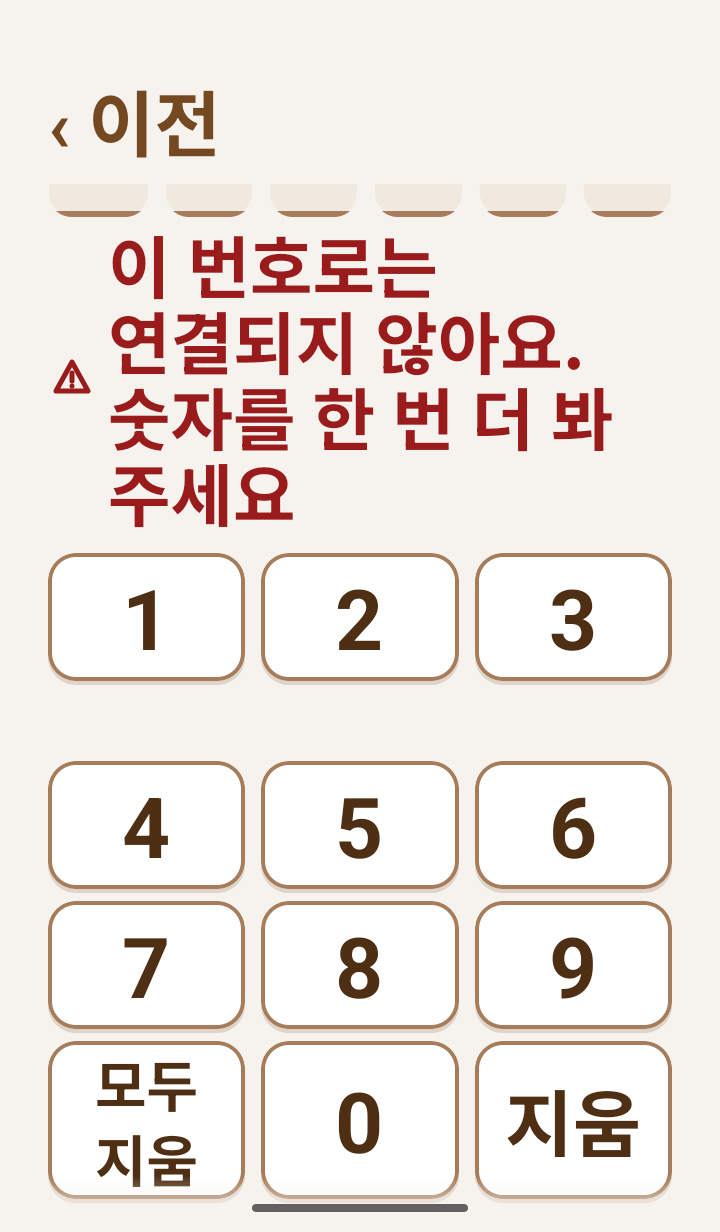 ‹ 이전
이 번호로는
연결되지 않아요.
숫자를 한 번 더 봐
주세요
1 2 3
4 5 6
7 8 9
모두
지움
0
지움